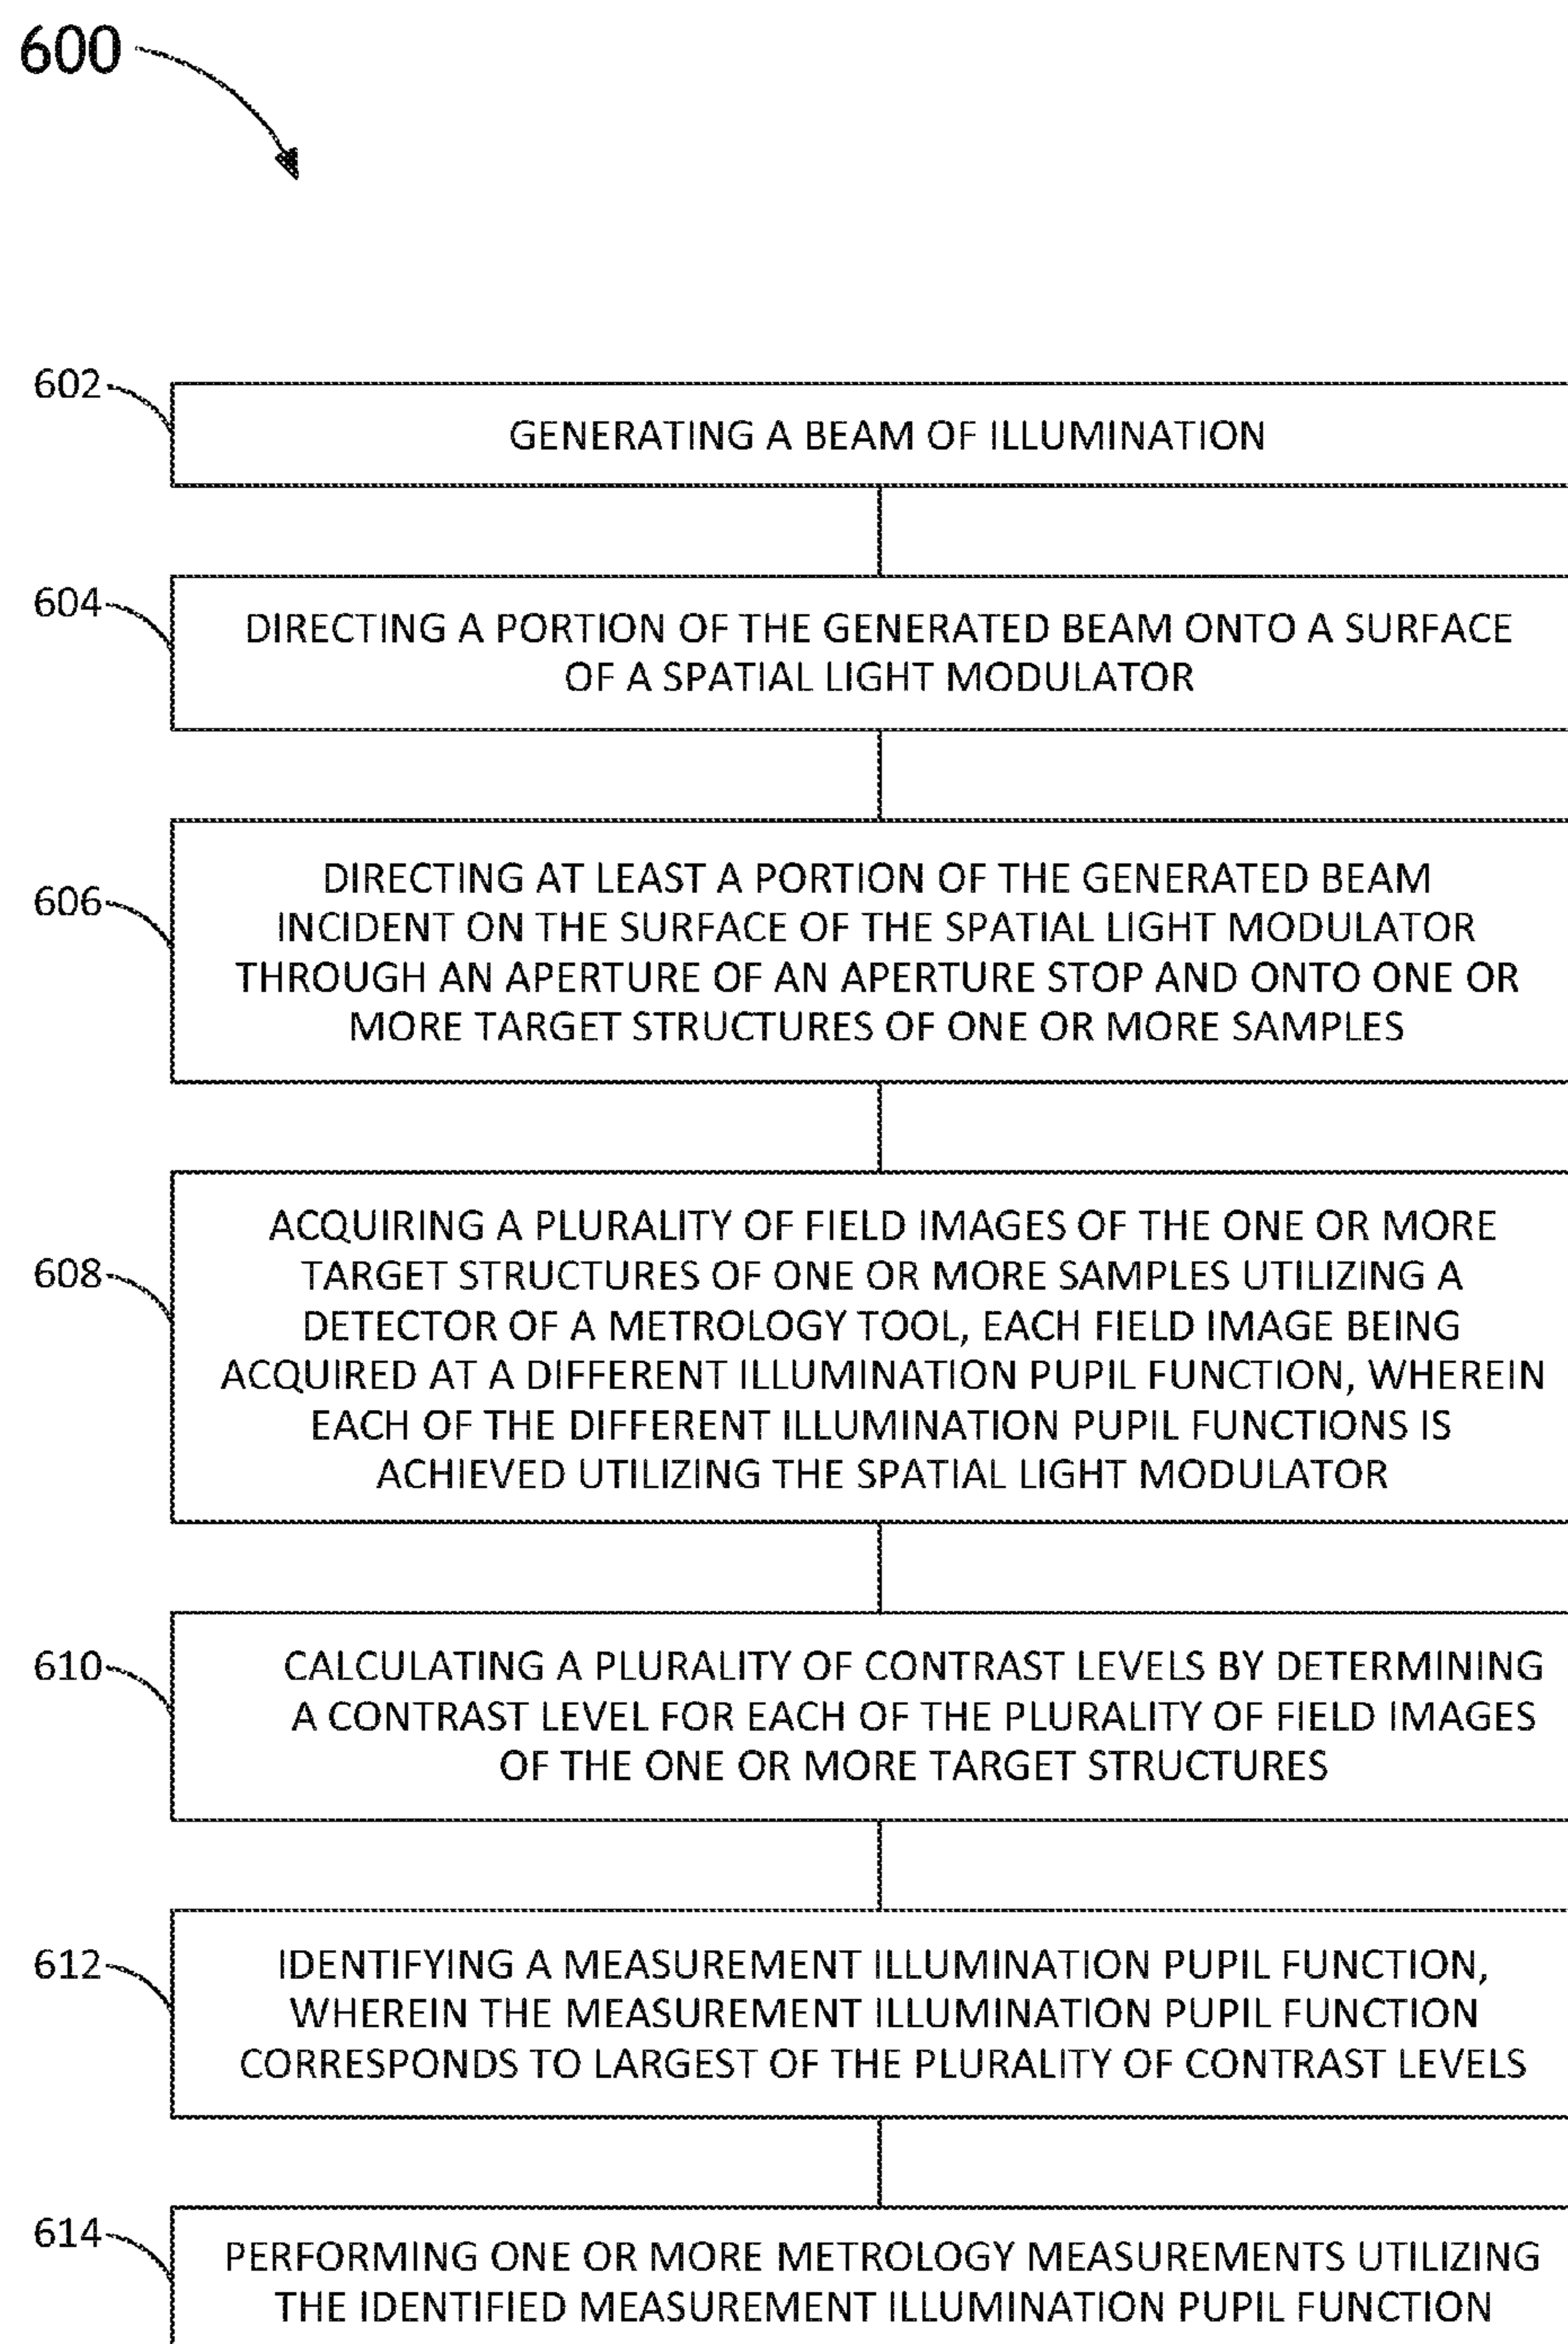 600
602
GENERATING A BEAM OF ILLUMINATION
604
DIRECTING A PORTION OF THE GENERATED BEAM ONTO A SURFACE
OF A SPATIAL LIGHT MODULATOR
606
DIRECTING AT LEAST A PORTION OF THE GENERATED BEAM
INCIDENT ON THE SURFACE OF THE SPATIAL LIGHT MODULATOR
THROUGH AN APERTURE OF AN APERTURE STOP AND ONTO ONE OR
MORE TARGET STRUCTURES OF ONE OR MORE SAMPLES
608
ACQUIRING A PLURALITY OF FIELD IMAGES OF THE ONE OR MORE
TARGET STRUCTURES OF ONE OR MORE SAMPLES UTILIZING A
DETECTOR OF A METROLOGY TOOL, EACH FIELD IMAGE BEING
ACQUIRED AT A DIFFERENT ILLUMINATION PUPIL FUNCTION, WHEREIN
EACH OF THE DIFFERENT ILLUMINATION PUPIL FUNCTIONS IS
ACHIEVED UTILIZING THE SPATIAL LIGHT MODULATOR
610
CALCULATING A PLURALITY OF CONTRAST LEVELS BY DETERMINING
A CONTRAST LEVEL FOR EACH OF THE PLURALITY OF FIELD IMAGES
OF THE ONE OR MORE TARGET STRUCTURES
612
IDENTIFYING A MEASUREMENT ILLUMINATION PUPIL FUNCTION,
WHEREIN THE MEASUREMENT ILLUMINATION PUPIL FUNCTION
CORRESPONDS TO LARGEST OF THE PLURALITY OF CONTRAST LEVELS
614
PERFORMING ONE OR MORE METROLOGY MEASUREMENTS UTILIZING
THE IDENTIFIED MEASUREMENT ILLUMINATION PUPIL FUNCTION